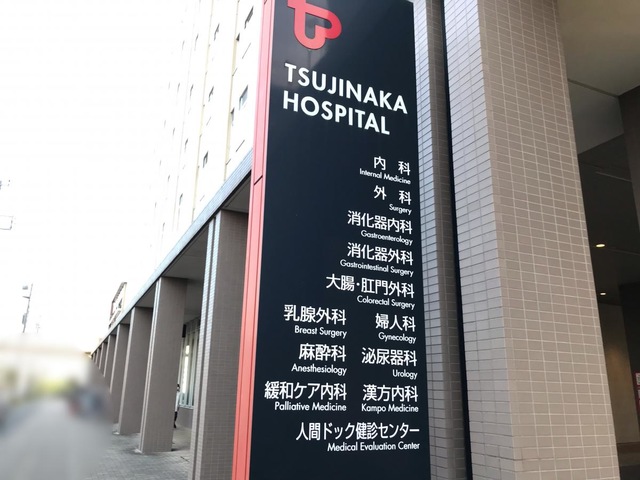 TSUJINAKA
HOSPITAL
内 科
Internal Medicine
外 科
Surgery
消化器内科
Gastroenterology
消化器外科
Gastrointestinal Surgery
大腸・肛門外科
Colorectal Surgery
乳腺外科 婦人科
Breast Surgery Gynecology
麻酔科 泌尿器科
Anesthesiology Urology
緩和ケア内科 漢方内科
Palliative Medicine Kampo Medicine
人間ドック健診センター
Medical Evaluation Center